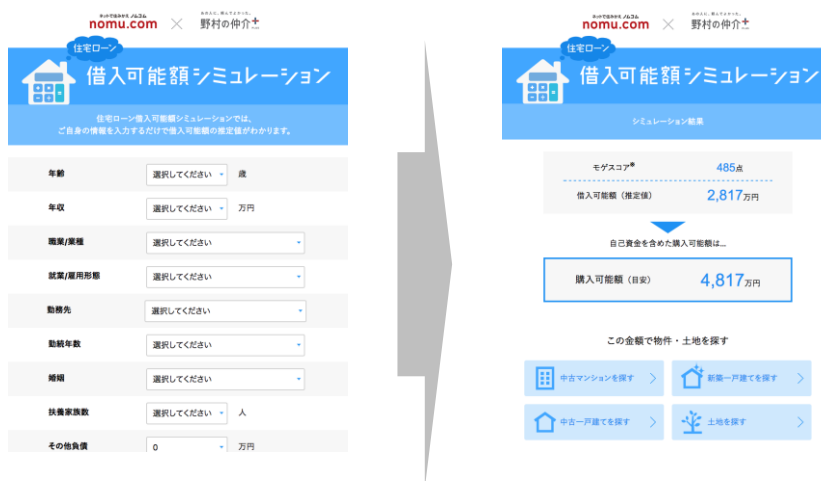 ネットで住みかえ ノムコム
nomu.com × 野村の仲介+
住宅ローン
借入可能額シミュレーション
住宅ローン借入可能額シミュレーションでは、
ご自身の情報を入力するだけで借入可能額の推定値がわかります。
年齢 選択してください 歳
年収 選択してください 万円
職業/業種 選択してください
就業/雇用形態 選択してください
勤務先 選択してください
勤続年数 選択してください
婚姻 選択してください
扶養家族数 選択してください 人
その他負債 0 万円
ネットで住みかえ ノムコム
nomu.com × 野村の仲介+
住宅ローン
借入可能額シミュレーション
シミュレーション結果
モゲスコア※ 485点
借入可能額（推定値） 2,817万円
自己資金を含めた購入可能額は...
購入可能額（目安） 4,817万円
この金額で物件・土地を探す
中古マンションを探す
新築一戸建てを探す
中古一戸建てを探す
土地を探す